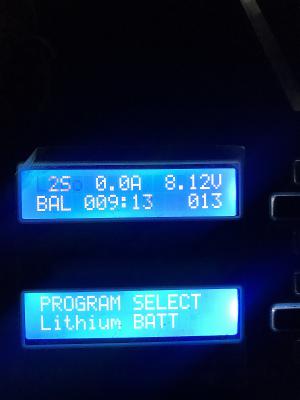 2S 0.0A 8.12V
BAL 009:13 013
PROGRAM SELECT
Lithium BATT